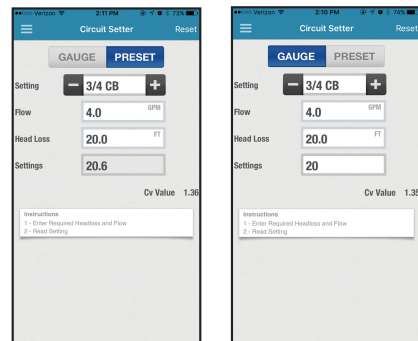 Verizon 2:11 PM 73%
Circuit Setter Reset
GAUGE PRESET
Setting 3/4 CB
Flow 4.0 GPM
Head Loss 20.0 FT
Settings 20.6
Cv Value 1.36
Instructions
1 - Enter Required Headloss and Flow
2 - Read Setting
Verizon 2:10 PM 74%
Circuit Setter Reset
GAUGE PRESET
Setting 3/4 CB
Flow 4.0 GPM
Head Loss 20.0 FT
Settings 20
Cv Value 1.35
Instructions
1 - Enter Required Headloss and Flow
2 - Read Setting